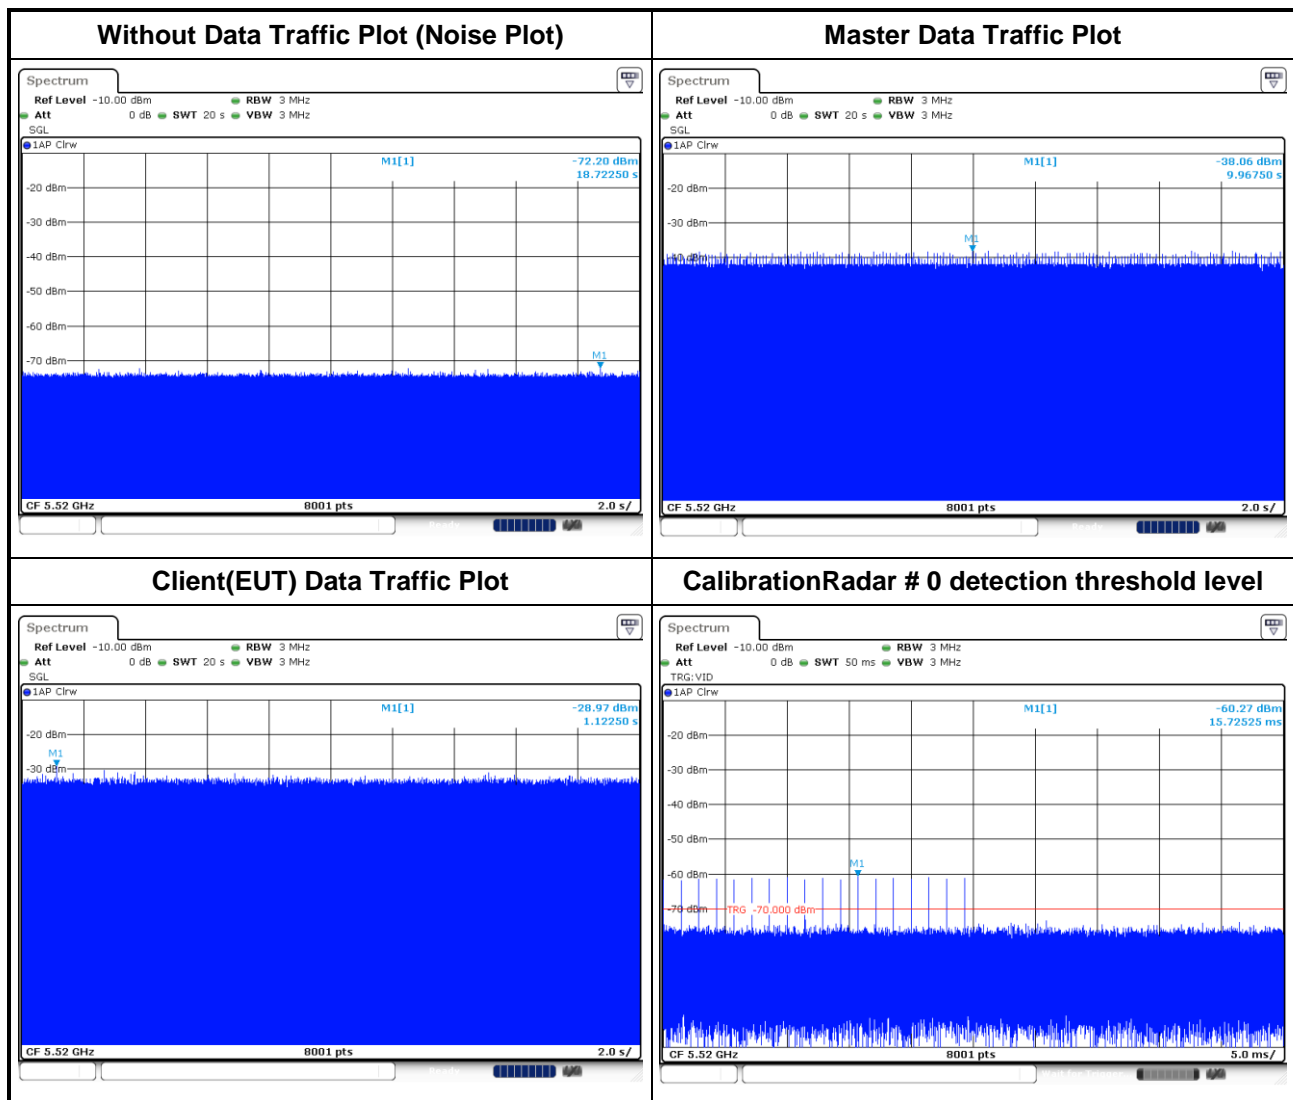 Without Data Traffic Plot (Noise Plot)
Spectrum
Ref Level -10.00 dBm RBW 3 MHz
Att 0 dB SWT 20 s VBW 3 MHz
SGL
1AP Clrw
M1[1] -72.20 dBm
18.72250 s
-20 dBm
-30 dBm
-40 dBm
-50 dBm
-60 dBm
-70 dBm
M1
CF 5.52 GHz 8001 pts 2.0 s/
Ready
Master Data Traffic Plot
Spectrum
Ref Level -10.00 dBm RBW 3 MHz
Att 0 dB SWT 20 s VBW 3 MHz
SGL
1AP Clrw
M1[1] -38.06 dBm
9.96750 s
-20 dBm
-30 dBm
M1
-40 dBm
CF 5.52 GHz 8001 pts 2.0 s/
Ready
Client(EUT) Data Traffic Plot
Spectrum
Ref Level -10.00 dBm RBW 3 MHz
Att 0 dB SWT 20 s VBW 3 MHz
SGL
1AP Clrw
M1[1] -28.97 dBm
1.12250 s
-20 dBm
M1
-30 dBm
CF 5.52 GHz 8001 pts 2.0 s/
Ready
CalibrationRadar # 0 detection threshold level
Spectrum
Ref Level -10.00 dBm RBW 3 MHz
Att 0 dB SWT 50 ms VBW 3 MHz
TRG:VID
1AP Clrw
M1[1] -60.27 dBm
15.72525 ms
-20 dBm
-30 dBm
-40 dBm
-50 dBm
M1
-60 dBm
-70 dBm TRG -70.000 dBm
CF 5.52 GHz 8001 pts 5.0 ms/
Wait for Trigger